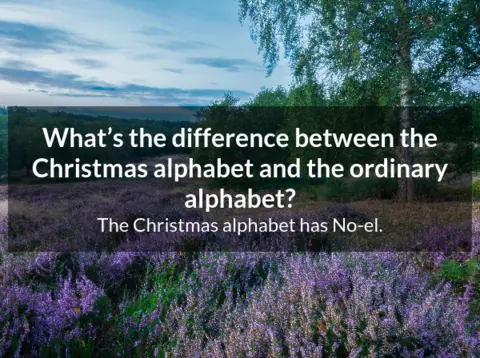 What’s the difference between the
Christmas alphabet and the ordinary
alphabet?
The Christmas alphabet has No-el.